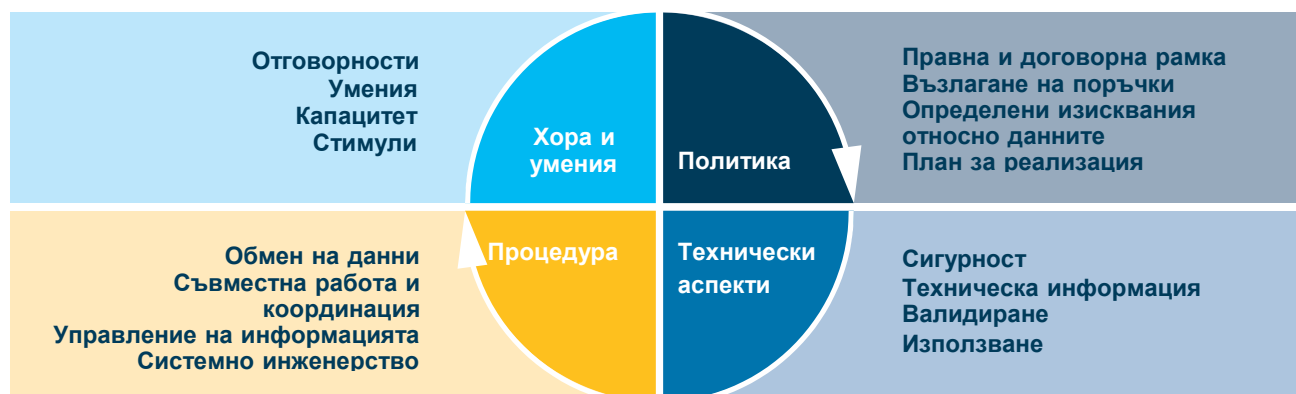 Отговорности
Умения
Капацитет
Стимули
Хора и
умения
Политика
Правна и договорна рамка
Възлагане на поръчки
Определени изисквания
относно данните
План за реализация
Обмен на данни
Съвместна работа и
координация
Управление на информацията
Системно инженерство
Процедура
Технически
аспекти
Сигурност
Техническа информация
Валидиране
Използване